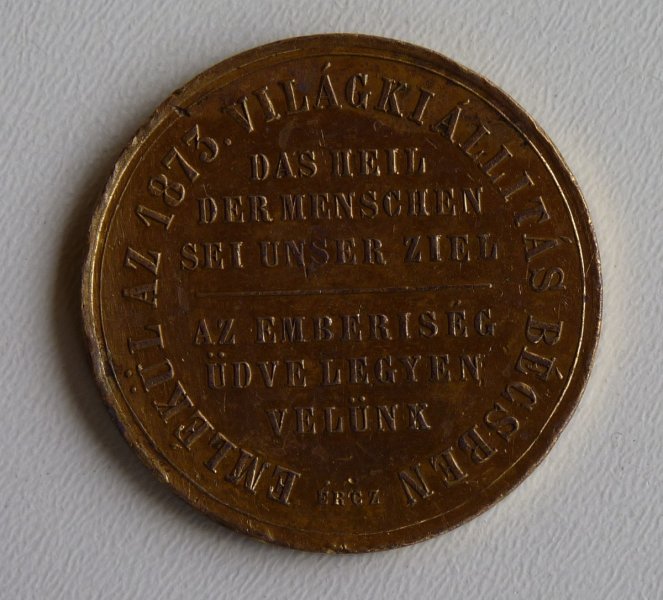 EMLÉKÜL AZ 1873. VILÁGKIÁLLITÁS BÉCSBEN
DAS HEIL
DER MENSCHEN
SEI UNSER ZIEL
AZ EMBERISÉG
ÜDVE LEGYEN
VELÜNK
ÉRCZ